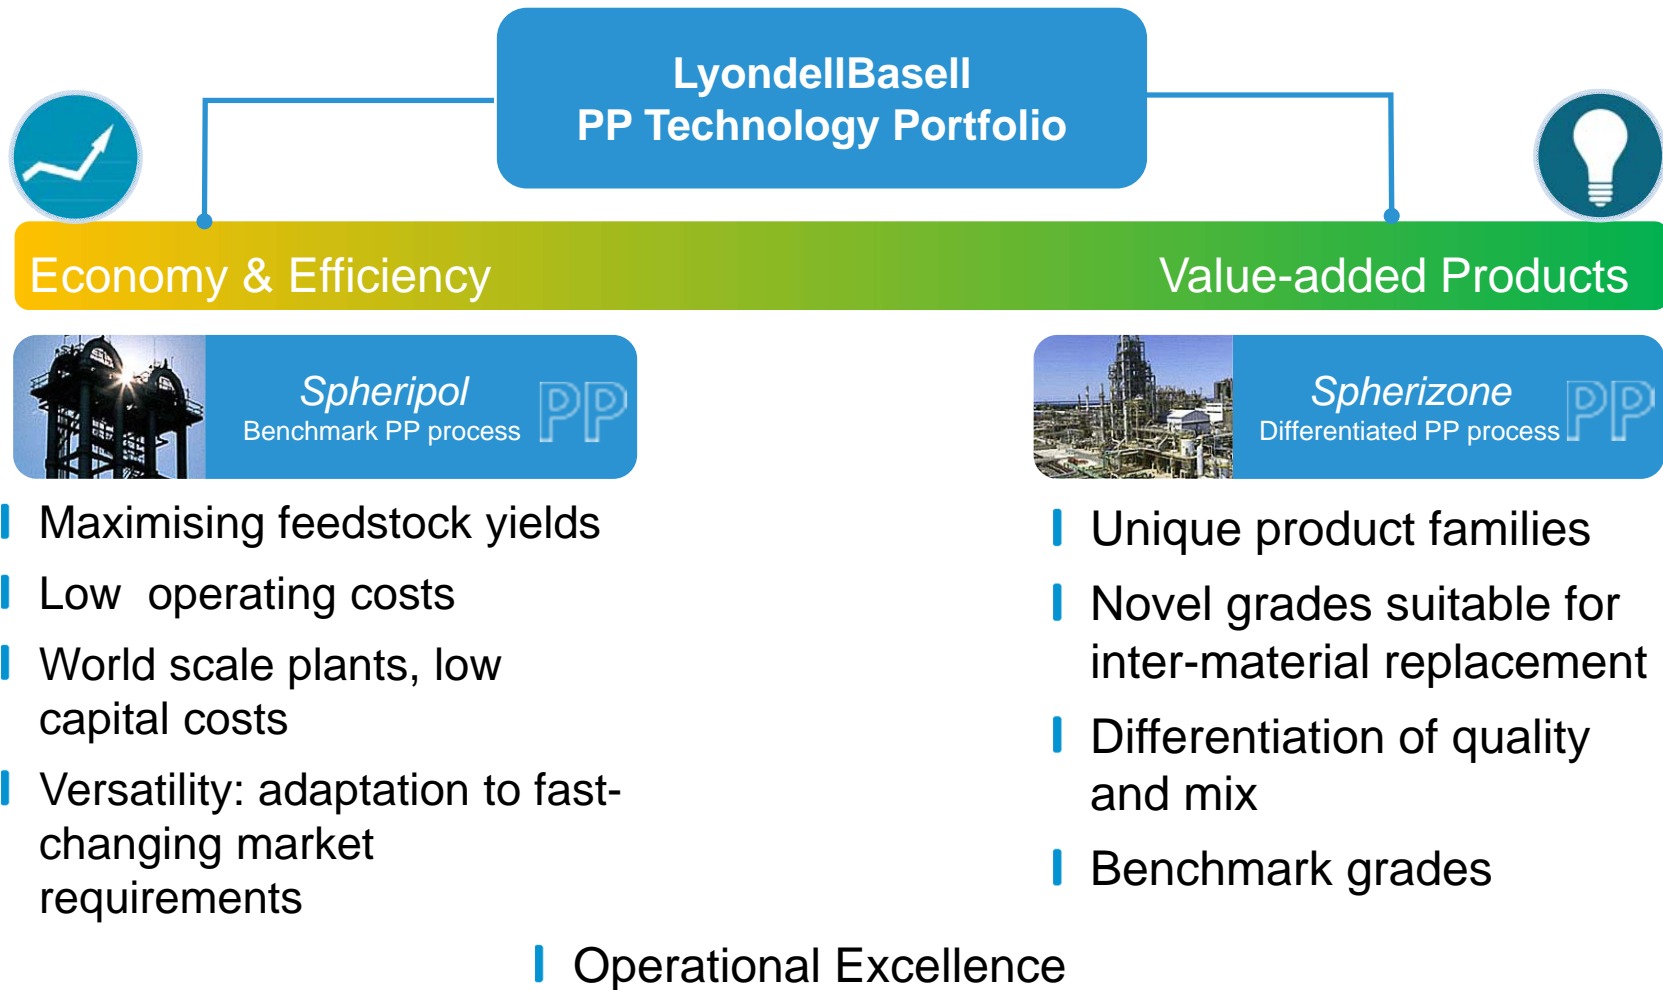 LyondellBasell
PP Technology Portfolio
Economy & Efficiency
Value-added Products
Spheripol
Benchmark PP process
PP
Spherizone
Differentiated PP process
PP
Maximising feedstock yields
Low operating costs
World scale plants, low
capital costs
Versatility: adaptation to fast-
changing market
requirements
Unique product families
Novel grades suitable for
inter-material replacement
Differentiation of quality
and mix
Benchmark grades
Operational Excellence